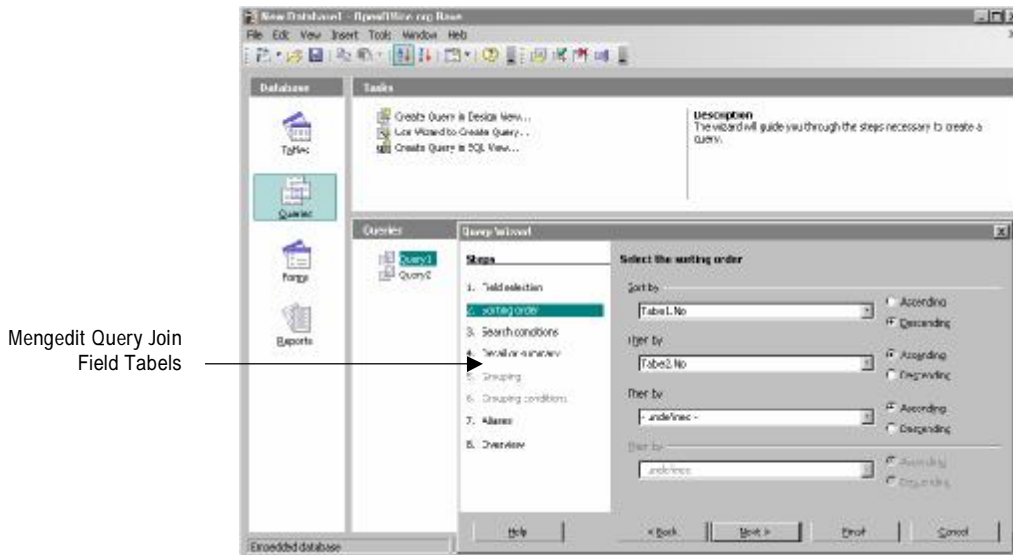 New Database1 - OpenOffice.org Base
File Edit View Insert Tools Window Help
Database
Tasks
Tables
Queries
Forms
Reports
Create Query in Design View...
Use Wizard to Create Query...
Create Query in SQL View...
Description
The wizard will guide you through the steps necessary to create a
query.
Queries
Query1
Query2
Query Wizard
Steps
1. Field selection
2. Sorting order
3. Search conditions
4. Detail or summary
5. Grouping
6. Grouping conditions
7. Aliases
8. Overview
Select the sorting order
Sort by
Tabel1.No
Ascending
Descending
Then by
Tabel2.No
Ascending
Descending
Then by
- undefined -
Ascending
Descending
Then by
- undefined -
Ascending
Descending
Help
< Back
Next >
Finish
Cancel
Embedded database
Mengedit Query Join
Field Tabels